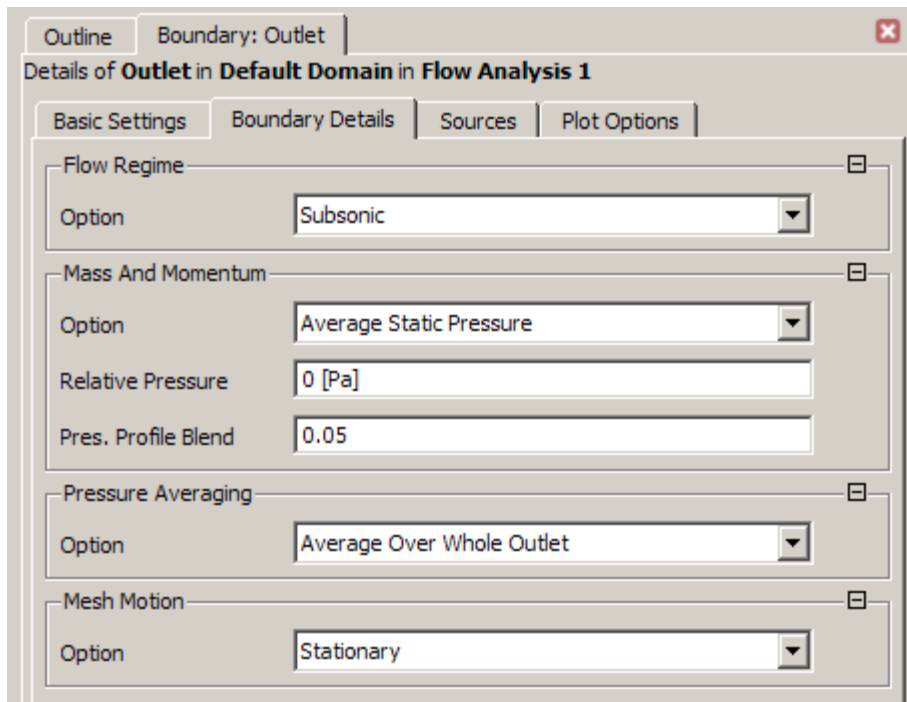 Outline Boundary: Outlet
Details of Outlet in Default Domain in Flow Analysis 1
Basic Settings Boundary Details Sources Plot Options
Flow Regime
Option Subsonic
Mass And Momentum
Option Average Static Pressure
Relative Pressure 0 [Pa]
Pres. Profile Blend 0.05
Pressure Averaging
Option Average Over Whole Outlet
Mesh Motion
Option Stationary